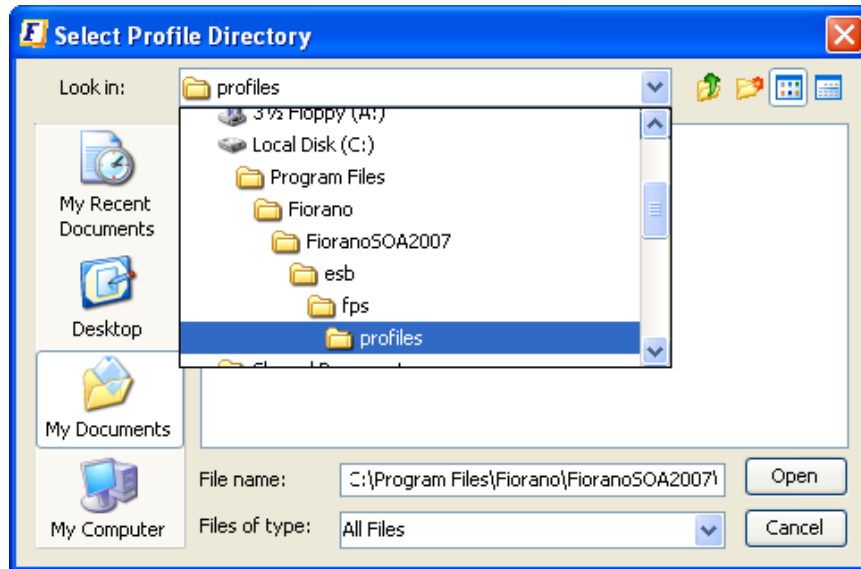 Select Profile Directory
Look in:
profiles
3½ Floppy (A:)
Local Disk (C:)
Program Files
Fiorano
FioranoSOA2007
esb
fps
profiles
My Recent
Documents
Desktop
My Documents
My Computer
File name:
C:\Program Files\Fiorano\FioranoSOA2007\
Open
Files of type:
All Files
Cancel